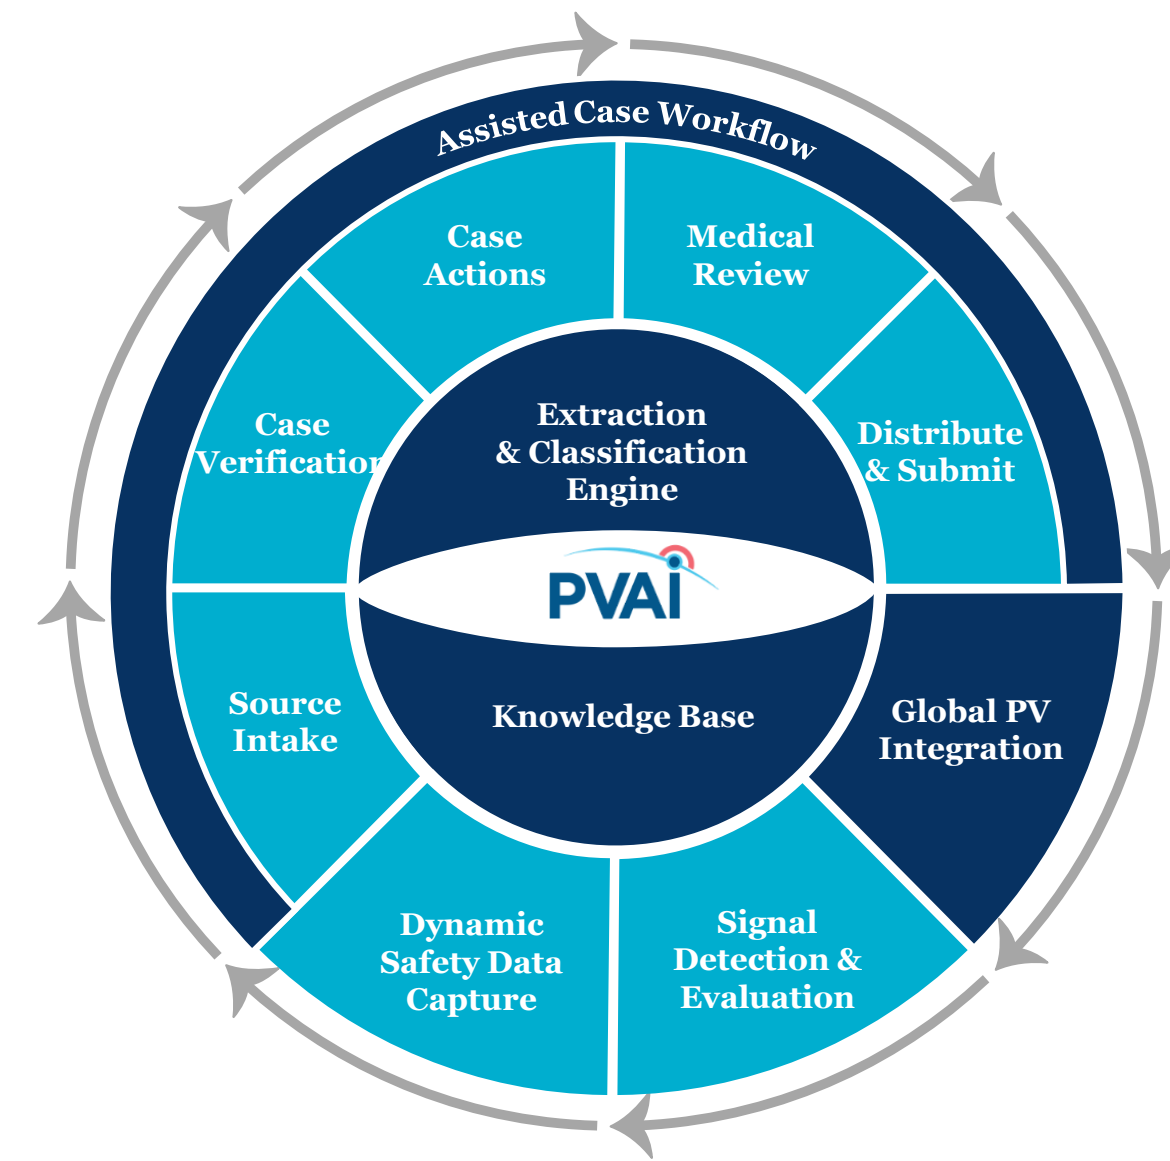 Assisted Case Workflow
Case
Actions
Medical
Review
Case
Verification
Distribute
& Submit
Extraction
& Classification
Engine
PVAI
Knowledge Base
Source
Intake
Global PV
Integration
Dynamic
Safety Data
Capture
Signal
Detection &
Evaluation